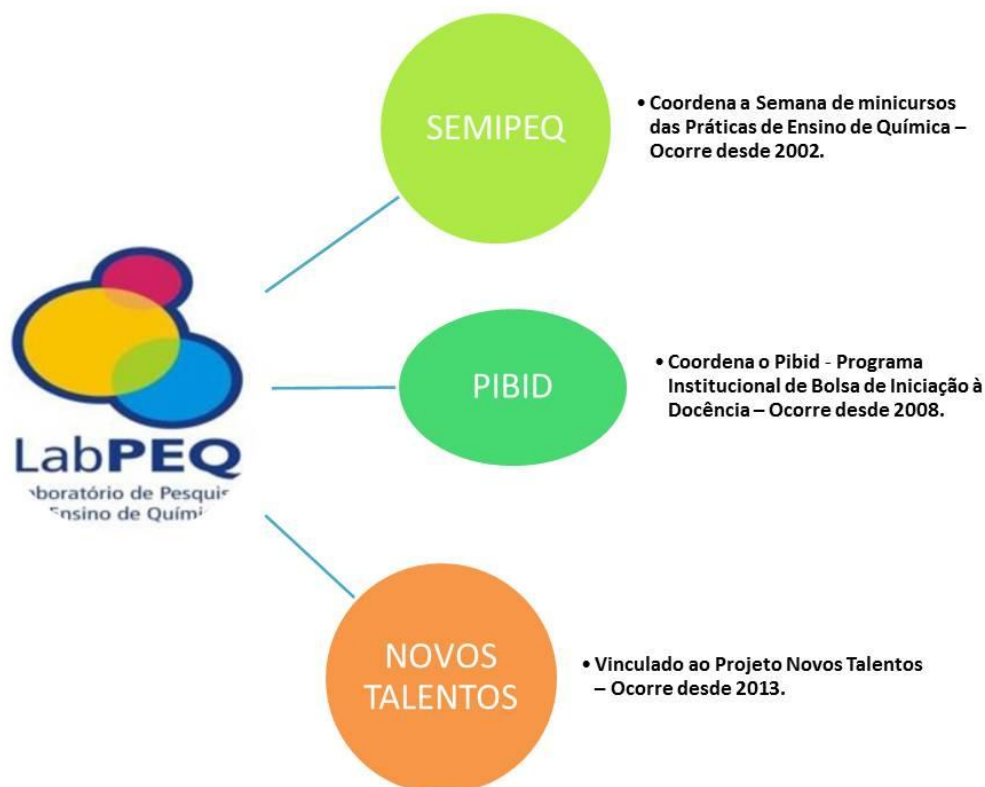 SEMIPEQ
• Coordena a Semana de minicursos
das Práticas de Ensino de Química –
Ocorre desde 2002.
LabPEQ
de
Ensino de
PIBID
• Coordena o Pibid - Programa
Institucional de Bolsa de Iniciação à
Docência – Ocorre desde 2008.
NOVOS
TALENTOS
• Vinculado ao Projeto Novos Talentos
– Ocorre desde 2013.